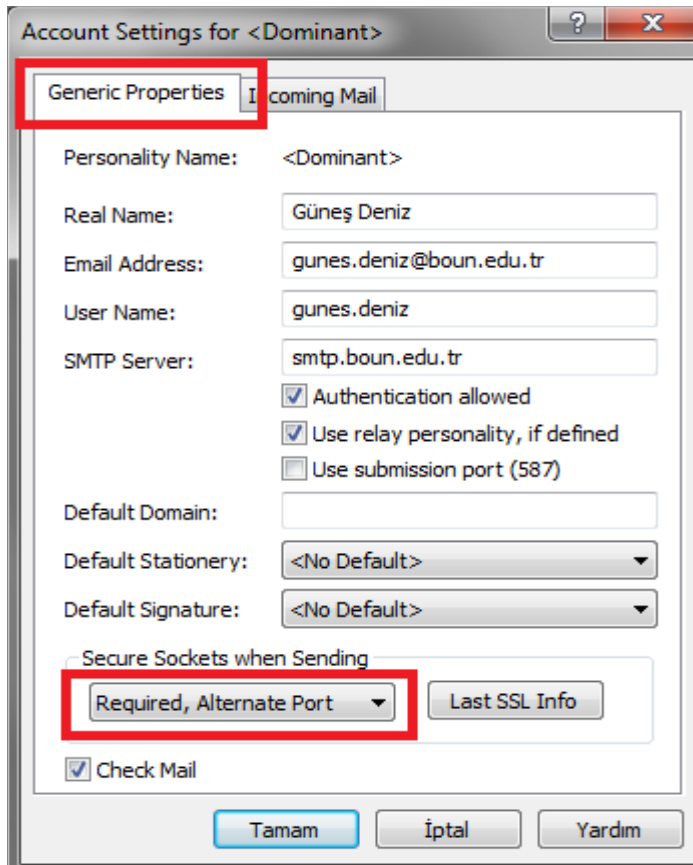 Account Settings for <Dominant>
?
Generic Properties
Incoming Mail
Personality Name: <Dominant>
Real Name: Güneş Deniz
Email Address: gunes.deniz@boun.edu.tr
User Name: gunes.deniz
SMTP Server: smtp.boun.edu.tr
Authentication allowed
Use relay personality, if defined
Use submission port (587)
Default Domain:
Default Stationery: <No Default>
Default Signature: <No Default>
Secure Sockets when Sending
Required, Alternate Port Last SSL Info
Check Mail
Tamam İptal Yardım